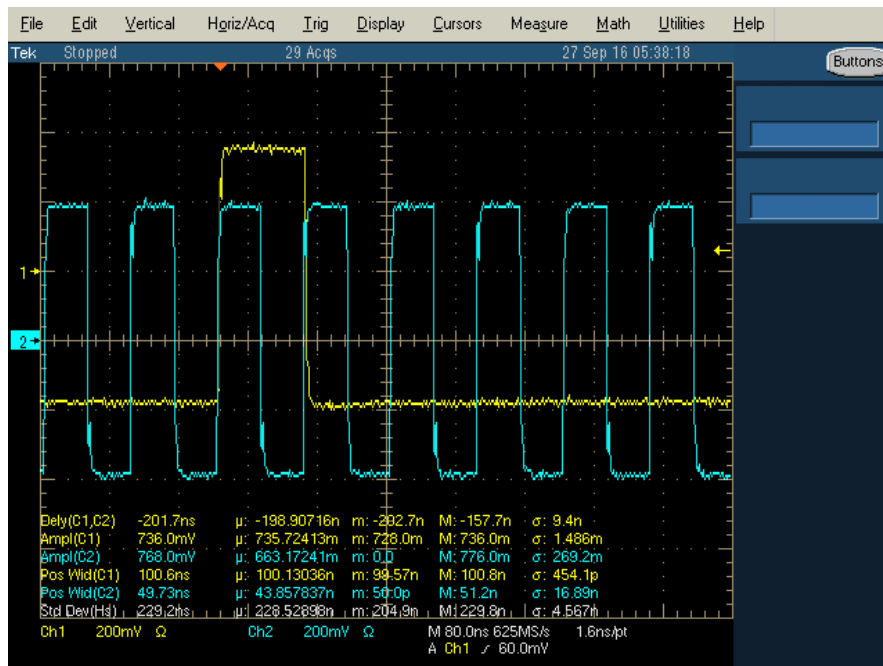 File Edit Vertical Horiz/Acq Trig Display Cursors Measure Math Utilities Help
Tek Stopped 29 Acqs 27 Sep 16 05:38:18
Buttons
1
2
Dely(C1,C2) -201.7ns µ: -198.90716n m: -202.7n M: -157.7n σ: 9.4n
Ampl(C1) 736.0mV µ: 735.72413m m: 728.0m M: 736.0m σ: 1.486m
Ampl(C2) 768.0mV µ: 663.17241m m: 0.0 M: 776.0m σ: 269.2m
Pos Wid(C1) 100.6ns µ: 100.13036n m: 99.57n M: 100.8n σ: 454.1p
Pos Wid(C2) 49.73ns µ: 43.857837n m: 50.0p M: 51.2n σ: 16.89n
Std Dev(Hs) 229.2ns µ: 228.52898n m: 204.9n M: 229.8n σ: 4.567n
Ch1 200mV Ω Ch2 200mV Ω M 80.0ns 625MS/s 1.6ns/pt
A Ch1 60.0mV